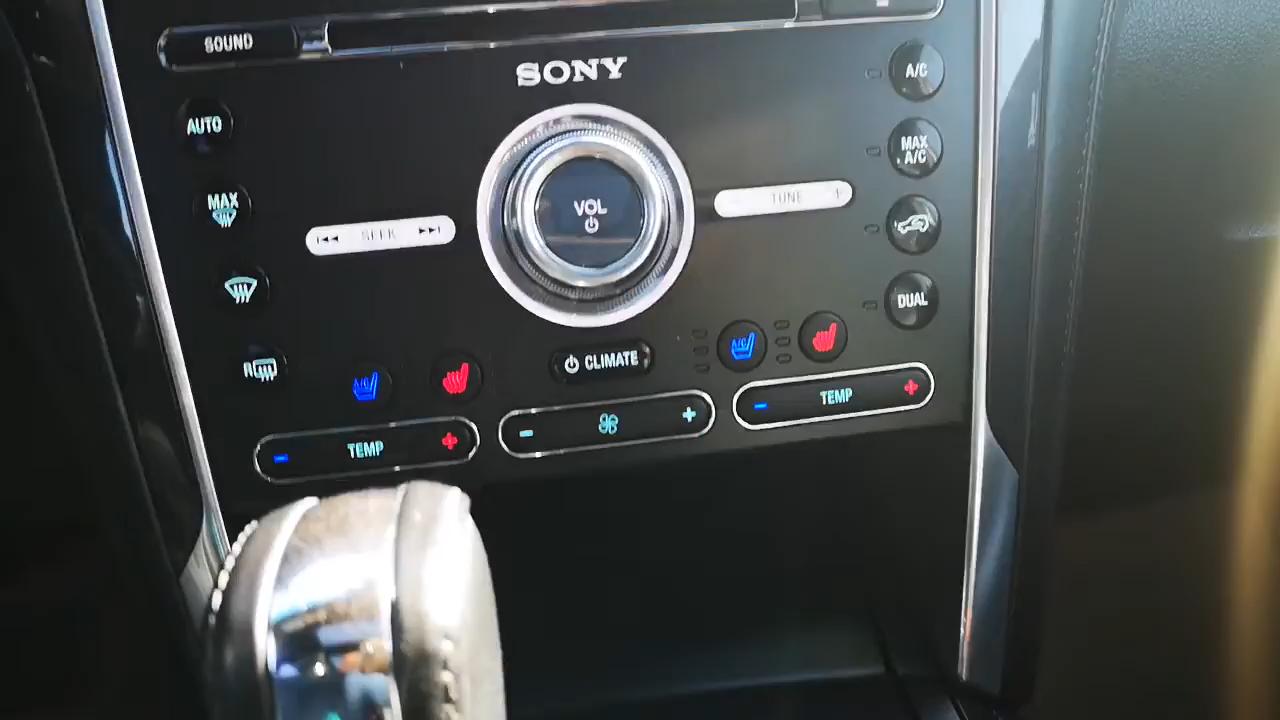 SOUND
SONY
A/C
AUTO
MAX
A/C
MAX
VOL
SEEK
TUNE
DUAL
R
CLIMATE
A/C
A/C
- TEMP +
- +
- TEMP +